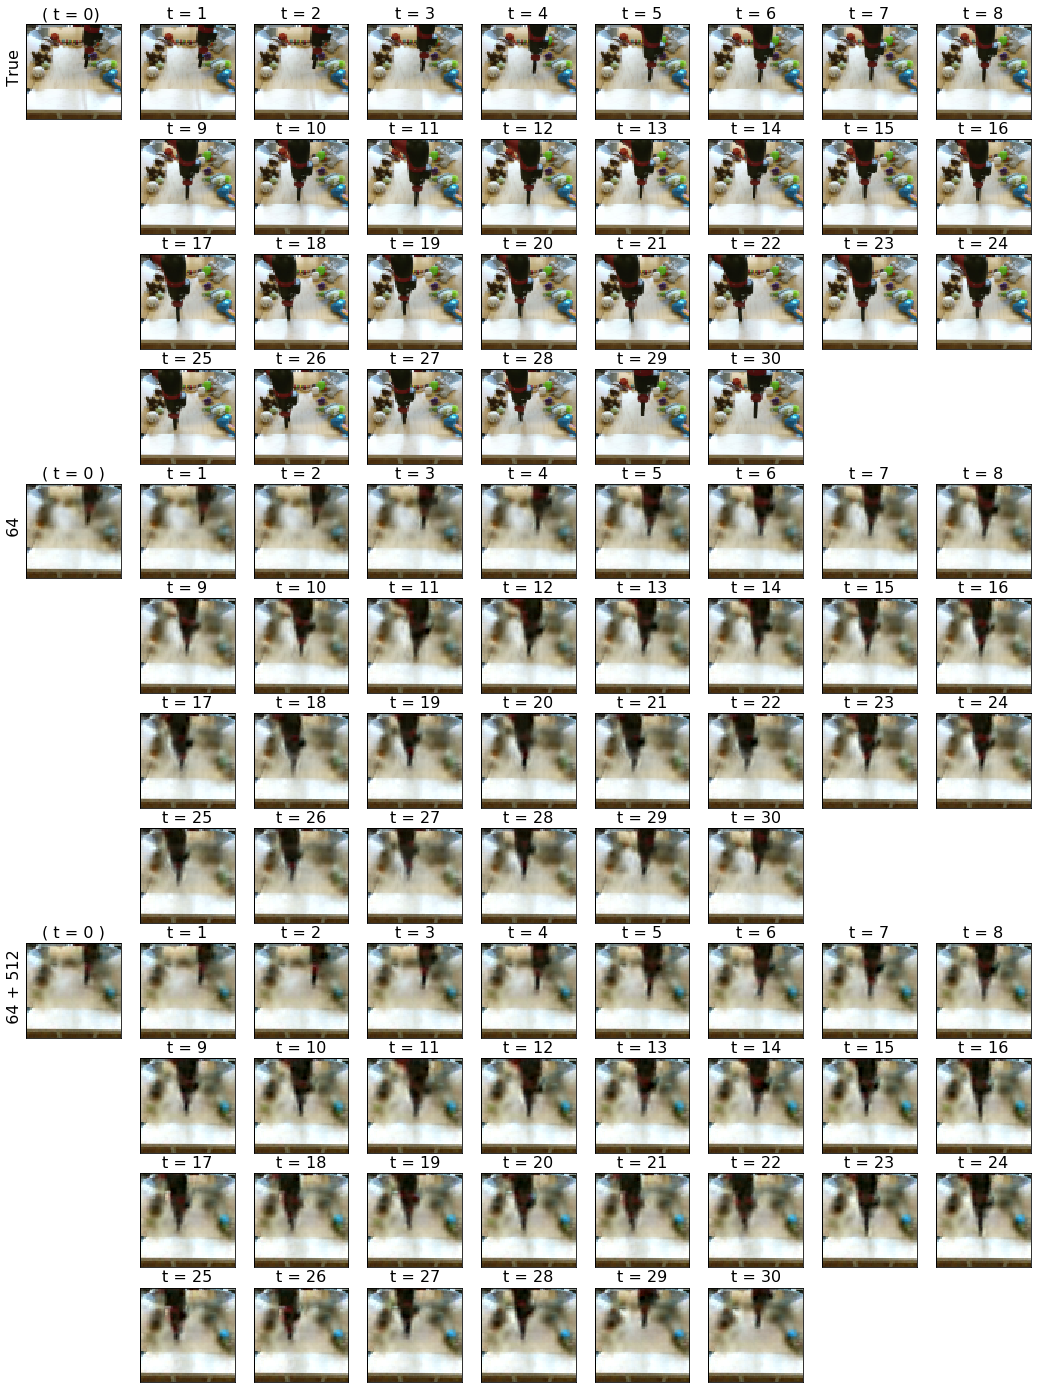 ( t = 0) t = 1 t = 2 t = 3 t = 4 t = 5 t = 6 t = 7 t = 8
True
t = 9 t = 10 t = 11 t = 12 t = 13 t = 14 t = 15 t = 16
t = 17 t = 18 t = 19 t = 20 t = 21 t = 22 t = 23 t = 24
t = 25 t = 26 t = 27 t = 28 t = 29 t = 30
( t = 0 ) t = 1 t = 2 t = 3 t = 4 t = 5 t = 6 t = 7 t = 8
64
t = 9 t = 10 t = 11 t = 12 t = 13 t = 14 t = 15 t = 16
t = 17 t = 18 t = 19 t = 20 t = 21 t = 22 t = 23 t = 24
t = 25 t = 26 t = 27 t = 28 t = 29 t = 30
( t = 0 ) t = 1 t = 2 t = 3 t = 4 t = 5 t = 6 t = 7 t = 8
64 + 512
t = 9 t = 10 t = 11 t = 12 t = 13 t = 14 t = 15 t = 16
t = 17 t = 18 t = 19 t = 20 t = 21 t = 22 t = 23 t = 24
t = 25 t = 26 t = 27 t = 28 t = 29 t = 30